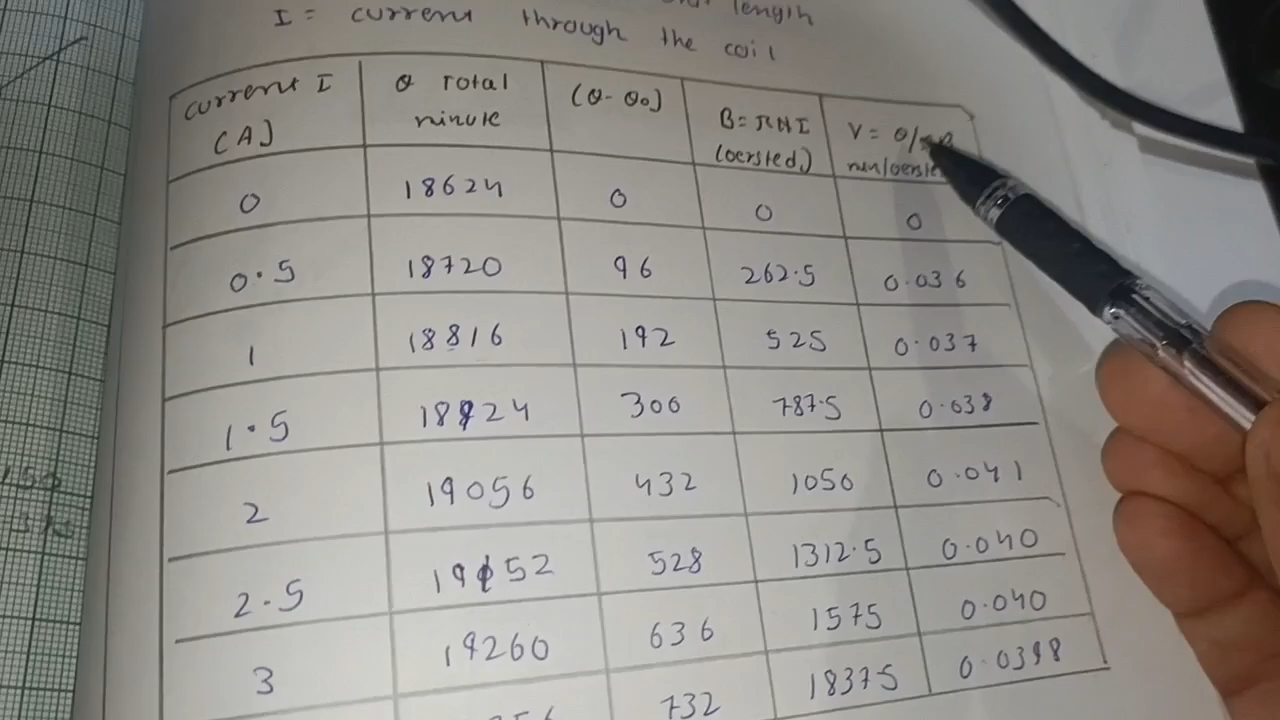 length
I = current through the coil
current I (A) θ Total minute (θ-θ0) B = πNI (oersted) V = θ/
0 18624 0 0 0
0.5 18720 96 262.5 0.036
1 18816 192 525 0.037
1.5 18924 300 787.5 0.038
2 19056 432 1050 0.041
2.5 19152 528 1312.5 0.040
3 19260 636 1575 0.040
732 1837.5 0.0398